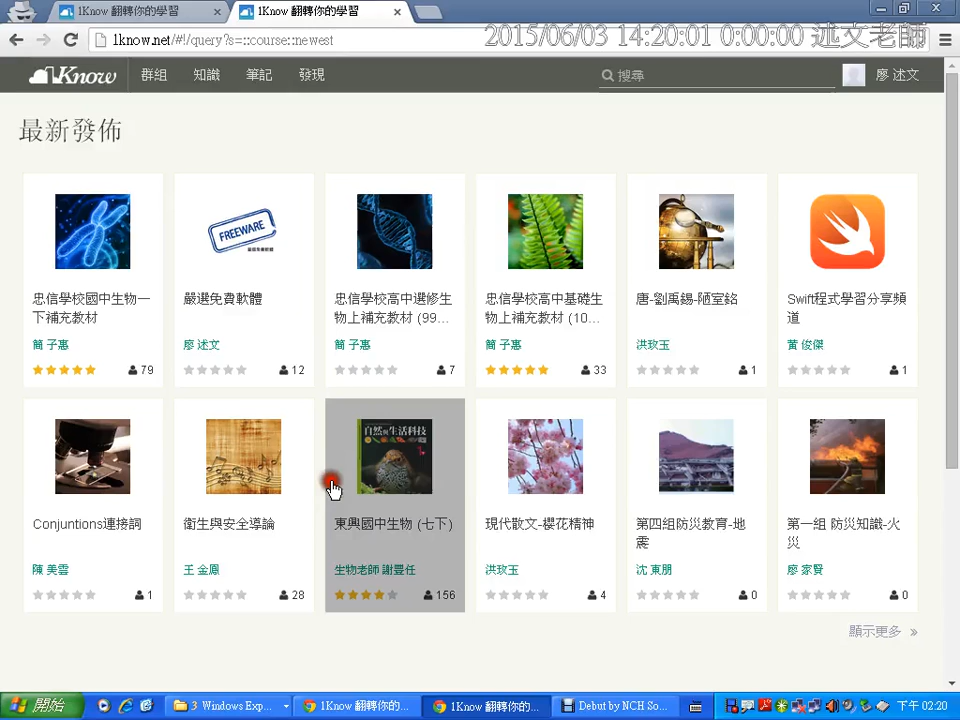 1Know 翻轉你的學習
1Know 翻轉你的學習
1know.net/#!/query?s=::course::newest
2015/06/03 14:20:01 0:00:00 述文老師
1Know
群組
知識
筆記
發現
搜尋
廖 述文
最新發佈
忠信學校國中生物一下補充教材
簡 子惠
79
FREEWARE
嚴選免費軟體
廖 述文
12
忠信學校高中選修生物上補充教材 (99...
簡 子惠
7
忠信學校高中基礎生物上補充教材 (10...
簡 子惠
33
唐-劉禹錫-陋室銘
洪玫玉
1
Swift程式學習分享頻道
黃 俊傑
1
Conjuntions連接詞
陳 美雲
1
衛生與安全導論
王 金鳳
28
自然與生活科技
東興國中生物 (七下)
生物老師 謝豐任
156
現代散文-櫻花精神
洪玫玉
4
第四組防災教育-地震
沈 東朋
0
第一組 防災知識-火災
廖 家賢
0
顯示更多 »
開始
3 Windows Exp...
1Know 翻轉你的...
1Know 翻轉你的...
Debut by NCH So...
下午 02:20